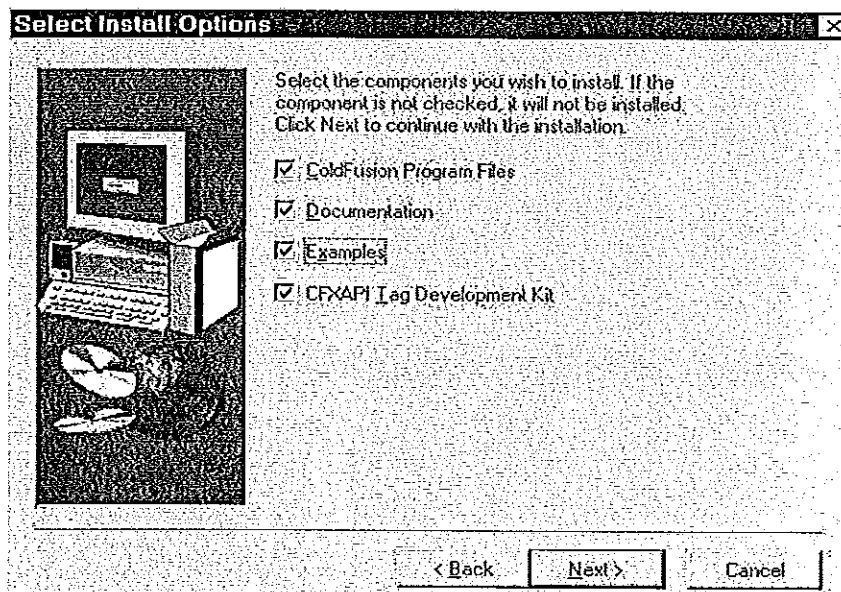 Select Install Options
Select the components you wish to install. If the
component is not checked, it will not be installed.
Click Next to continue with the installation.
ColdFusion Program Files
Documentation
Examples
CFXAPI Tag Development Kit
< Back
Next >
Cancel